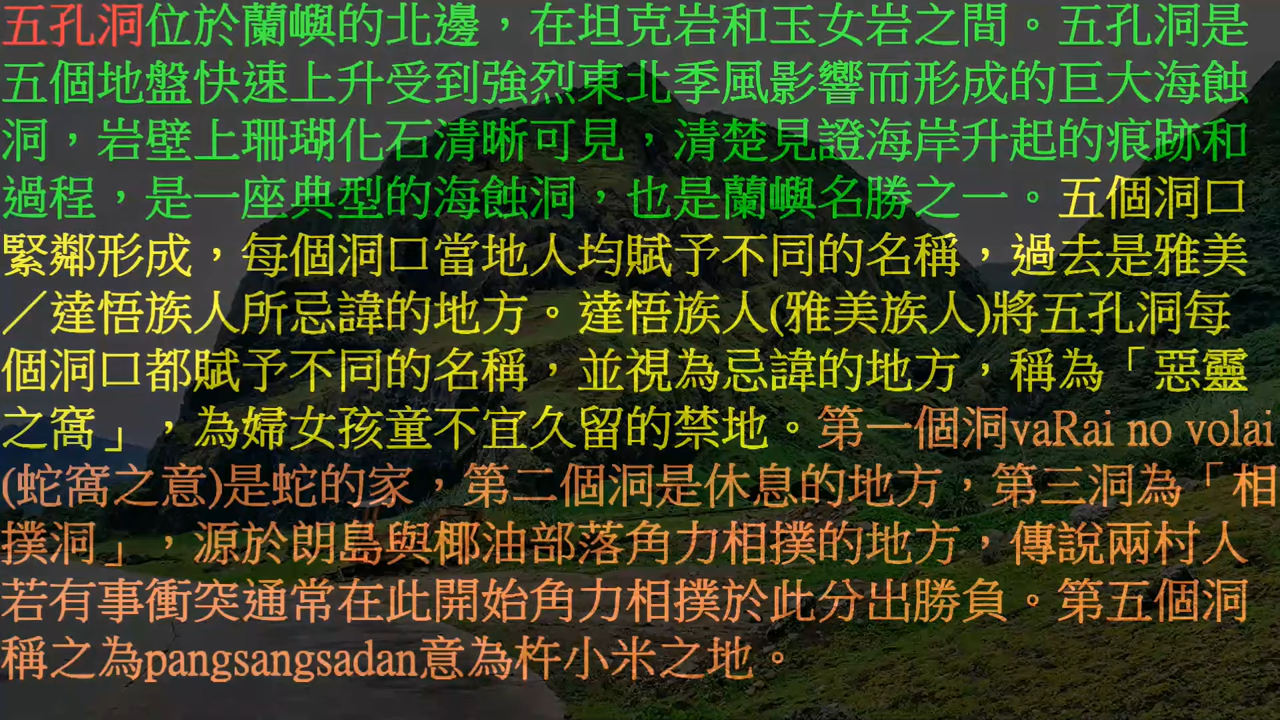 五孔洞位於蘭嶼的北邊，在坦克岩和玉女岩之間。五孔洞是
五個地盤快速上升受到強烈東北季風影響而形成的巨大海蝕
洞，岩壁上珊瑚化石清晰可見，清楚見證海岸升起的痕跡和
過程，是一座典型的海蝕洞，也是蘭嶼名勝之一。五個洞口
緊鄰形成，每個洞口當地人均賦予不同的名稱，過去是雅美
／達悟族人所忌諱的地方。達悟族人(雅美族人)將五孔洞每
個洞口都賦予不同的名稱，並視為忌諱的地方，稱為「惡靈
之窩」，為婦女孩童不宜久留的禁地。第一個洞vaRai no volai
(蛇窩之意)是蛇的家，第二個洞是休息的地方，第三洞為「相
撲洞」，源於朗島與椰油部落角力相撲的地方，傳說兩村人
若有事衝突通常在此開始角力相撲於此分出勝負。第五個洞
稱之為pangsangsadan意為杵小米之地。